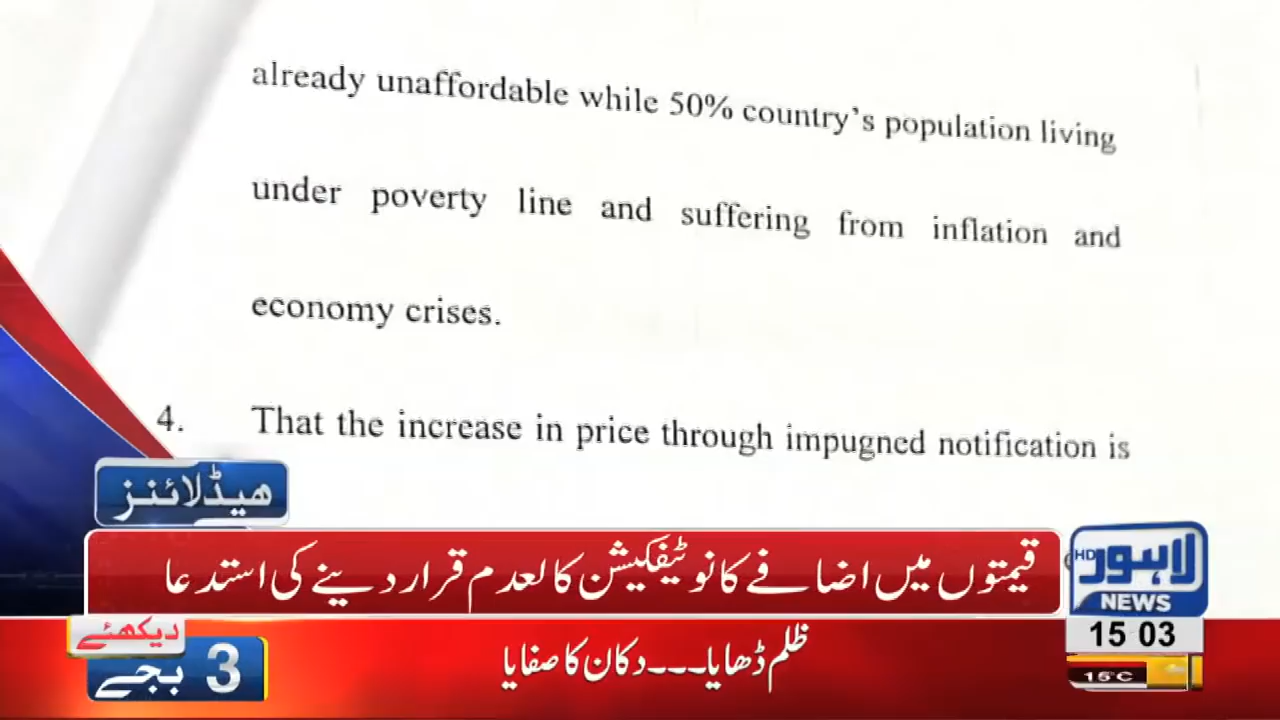 already unaffordable while 50% country's population living
under poverty line and suffering from inflation and
economy crises.
4. That the increase in price through impugned notification is
ہیڈلائنز
قیمتوں میں اضافے کا نوٹیفکیشن کالعدم قرار دینے کی استدعا
HD لاہور
NEWS
15 03
15°C
دیکھئے
3 بجے
ظلم ڈھایا۔۔۔دکان کا صفایا